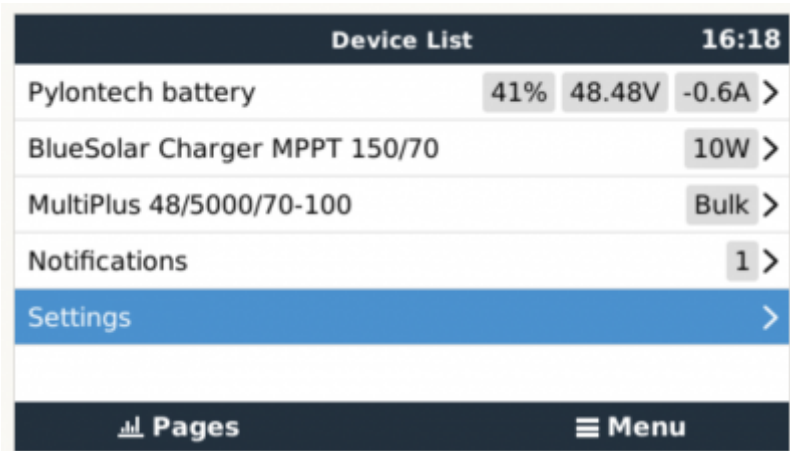 Device List 16:18
Pylontech battery 41% 48.48V -0.6A
BlueSolar Charger MPPT 150/70 10W
MultiPlus 48/5000/70-100 Bulk
Notifications 1
Settings
Pages Menu